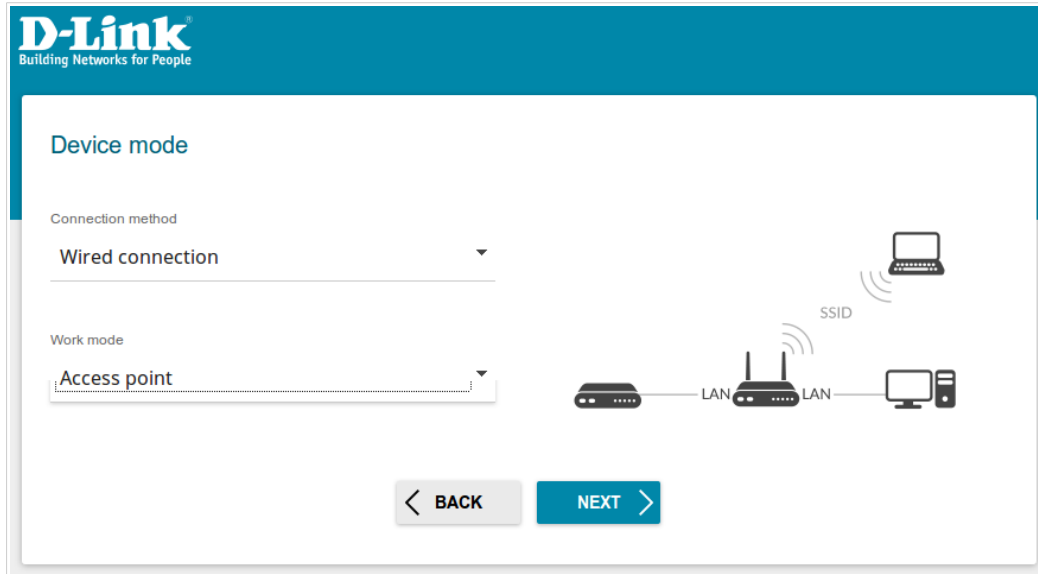 D-Link®
Building Networks for People
Device mode
Connection method
Wired connection
Work mode
Access point
SSID
LAN LAN
BACK
NEXT